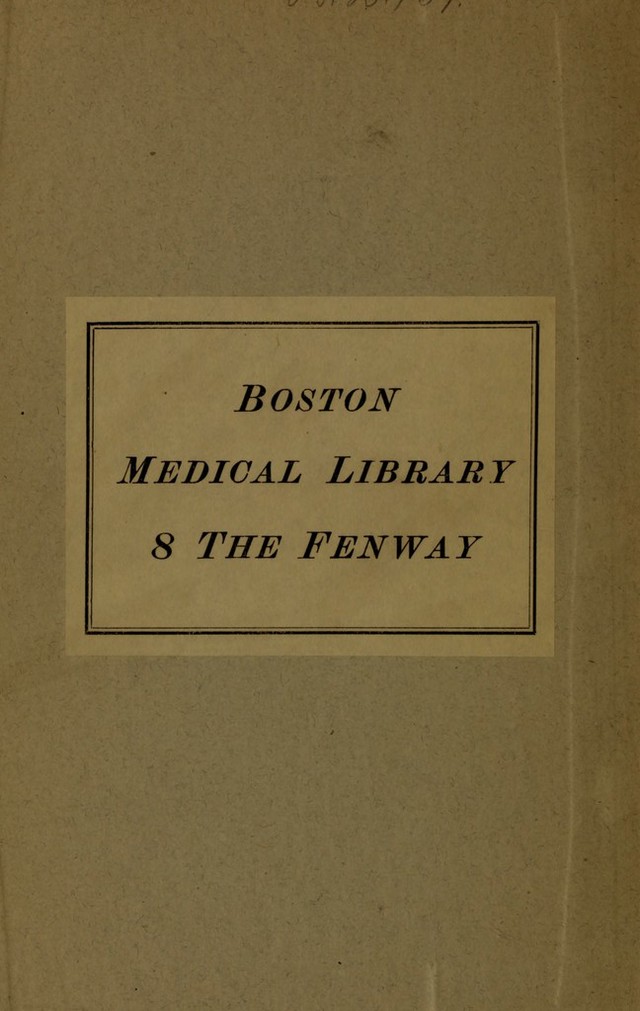 BOSTON
MEDICAL LIBRARY
8 THE FENWAY